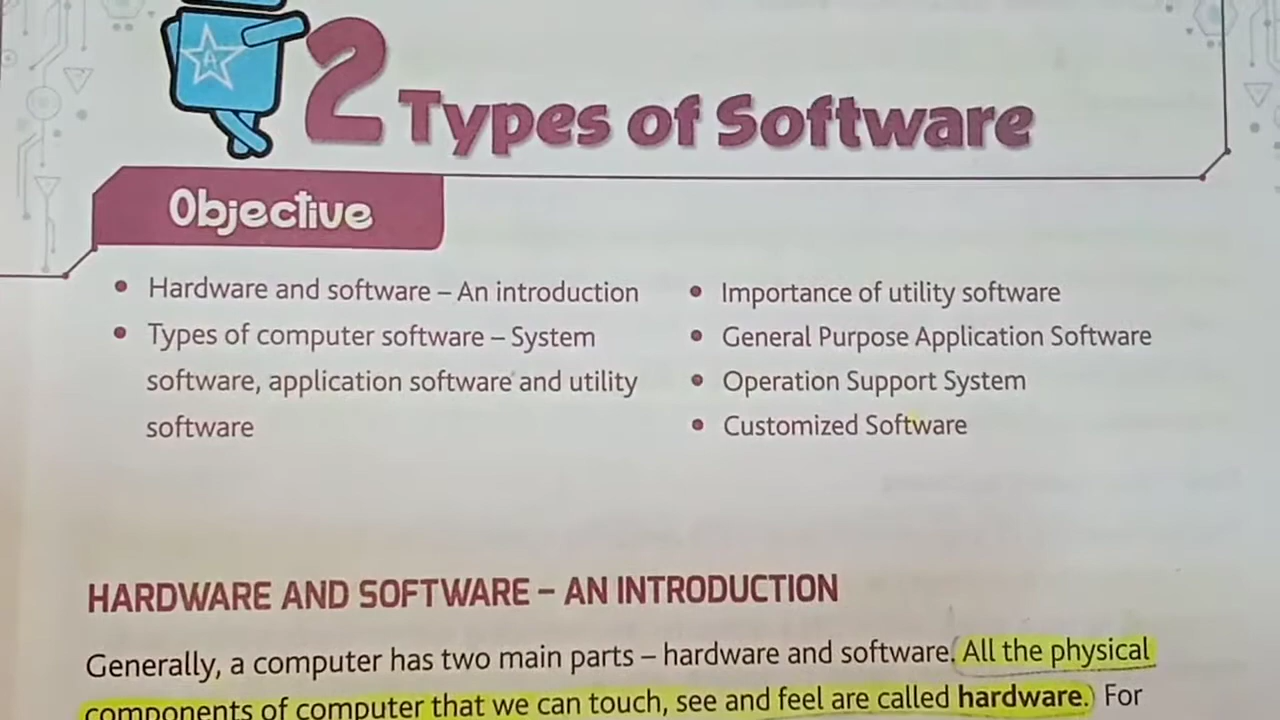 2 Types of Software
Objective
• Hardware and software – An introduction
• Types of computer software – System
software, application software and utility
software
• Importance of utility software
• General Purpose Application Software
• Operation Support System
• Customized Software
HARDWARE AND SOFTWARE – AN INTRODUCTION
Generally, a computer has two main parts – hardware and software. All the physical
components of computer that we can touch, see and feel are called hardware. For